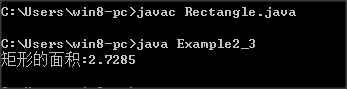 C:\Users\win8-pc>javac Rectangle.java
C:\Users\win8-pc>java Example2_3
矩形的面积:2.7285